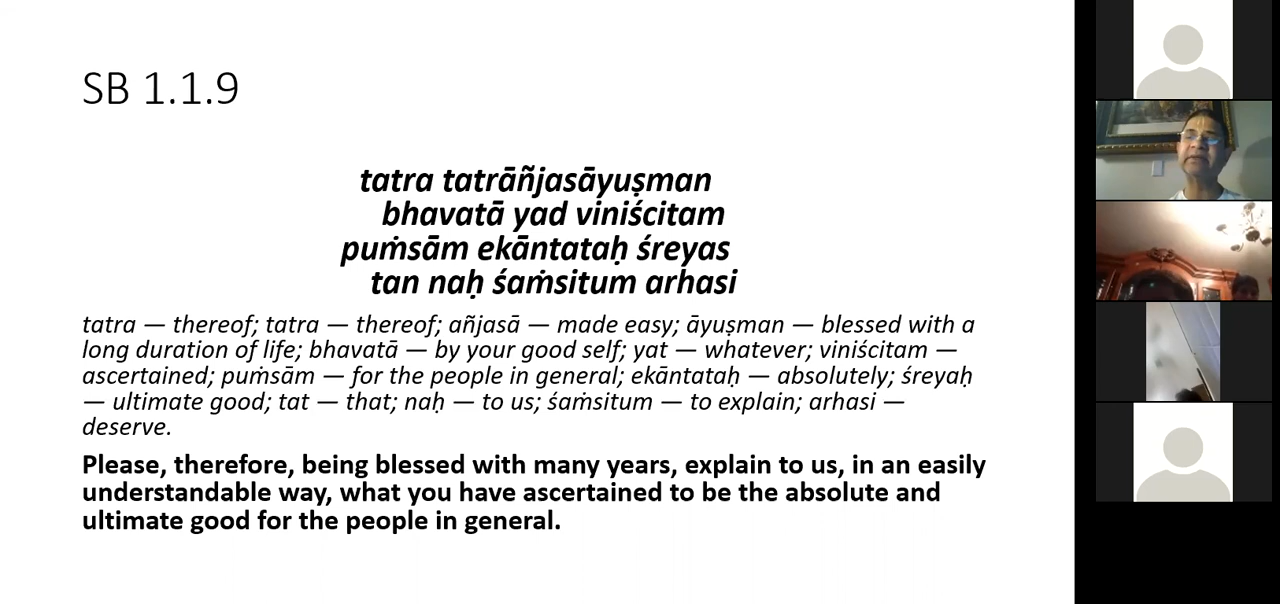 SB 1.1.9
tatra tatrāñjasāyuṣman
bhavatā yad viniścitam
puṁsām ekāntataḥ śreyas
tan naḥ śaṁsitum arhasi
tatra — thereof; tatra — thereof; añjasā — made easy; āyuṣman — blessed with a
long duration of life; bhavatā — by your good self; yat — whatever; viniścitam —
ascertained; puṁsām — for the people in general; ekāntataḥ — absolutely; śreyaḥ
— ultimate good; tat — that; naḥ — to us; śaṁsitum — to explain; arhasi —
deserve.
Please, therefore, being blessed with many years, explain to us, in an easily
understandable way, what you have ascertained to be the absolute and
ultimate good for the people in general.